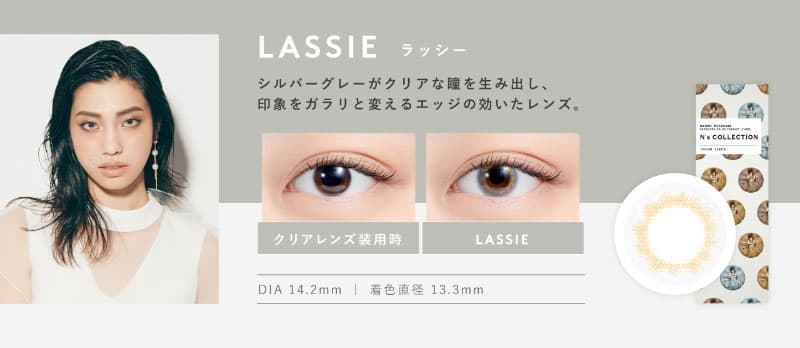 LASSIE ラッシー
シルバーグレーがクリアな瞳を生み出し、
印象をガラリと変えるエッジの効いたレンズ。
N's COLLECTION
クリアレンズ装用時
LASSIE
DIA 14.2mm | 着色直径 13.3mm